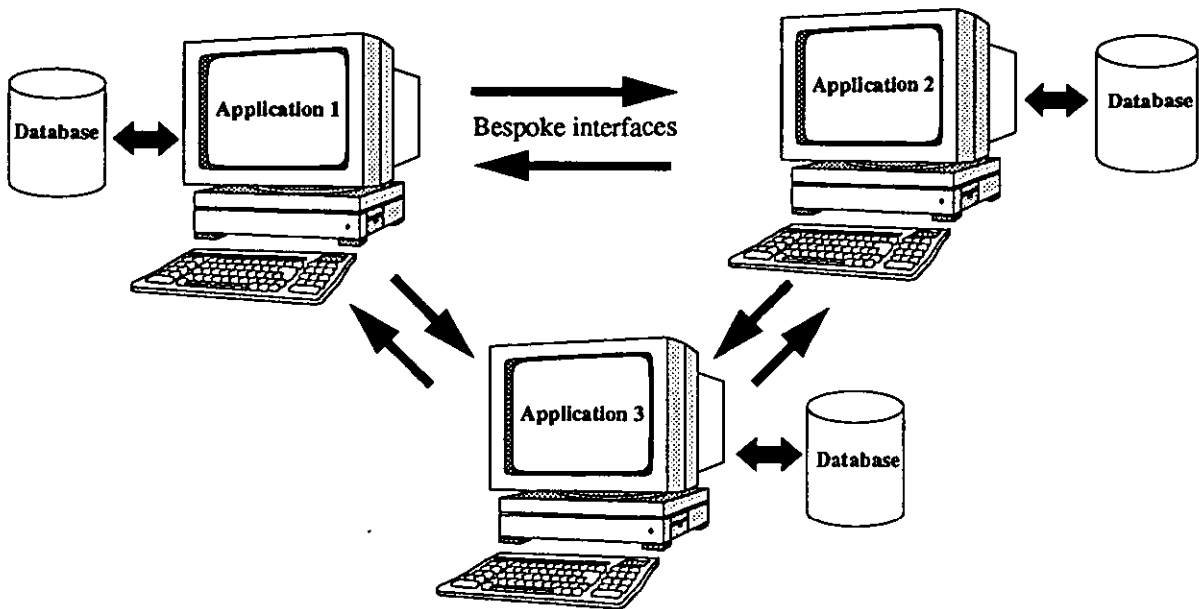 Database
Application 1
Bespoke interfaces
Application 2
Database
Application 3
Database